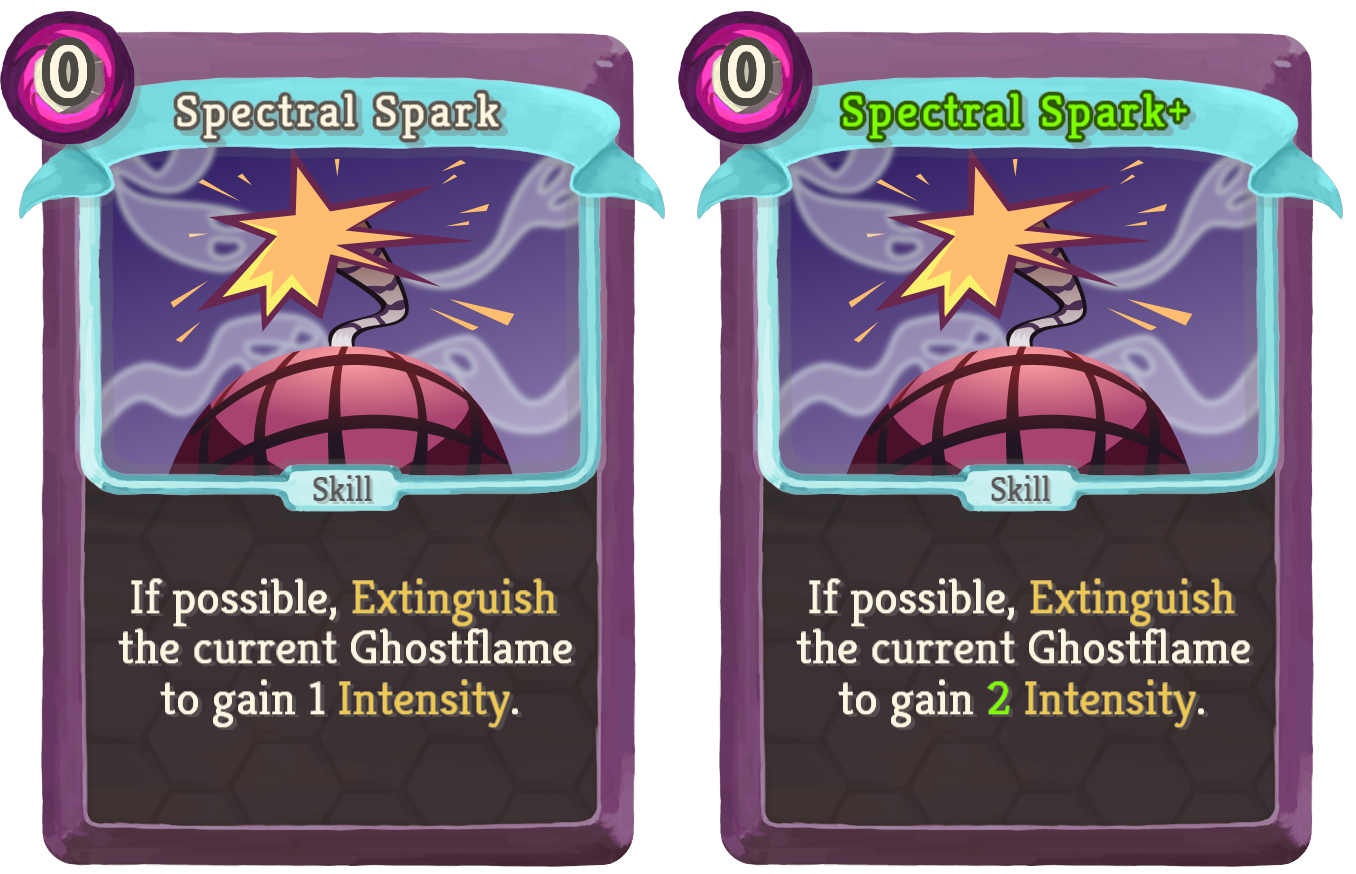 0
Spectral Spark
Skill
If possible, Extinguish
the current Ghostflame
to gain 1 Intensity.
0
Spectral Spark+
Skill
If possible, Extinguish
the current Ghostflame
to gain 2 Intensity.